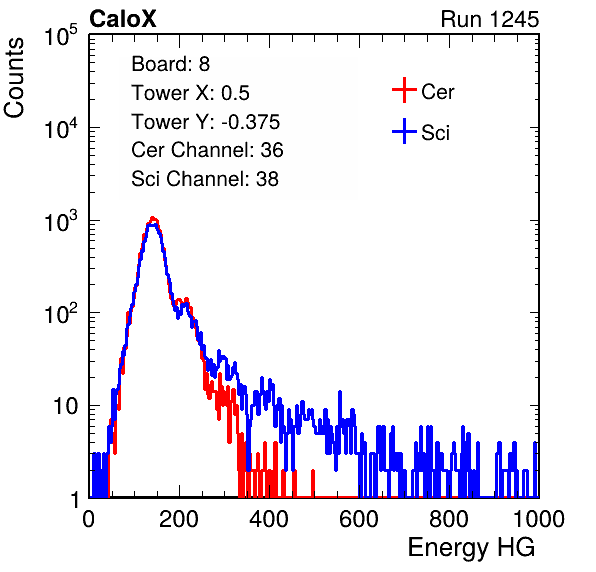 CaloX Run 1245
10^5
Counts
Board: 8
Tower X: 0.5
Cer
Tower Y: -0.375
10^4
Sci
Cer Channel: 36
Sci Channel: 38
10^3
10^2
10
1
0 200 400 600 800 1000
Energy HG